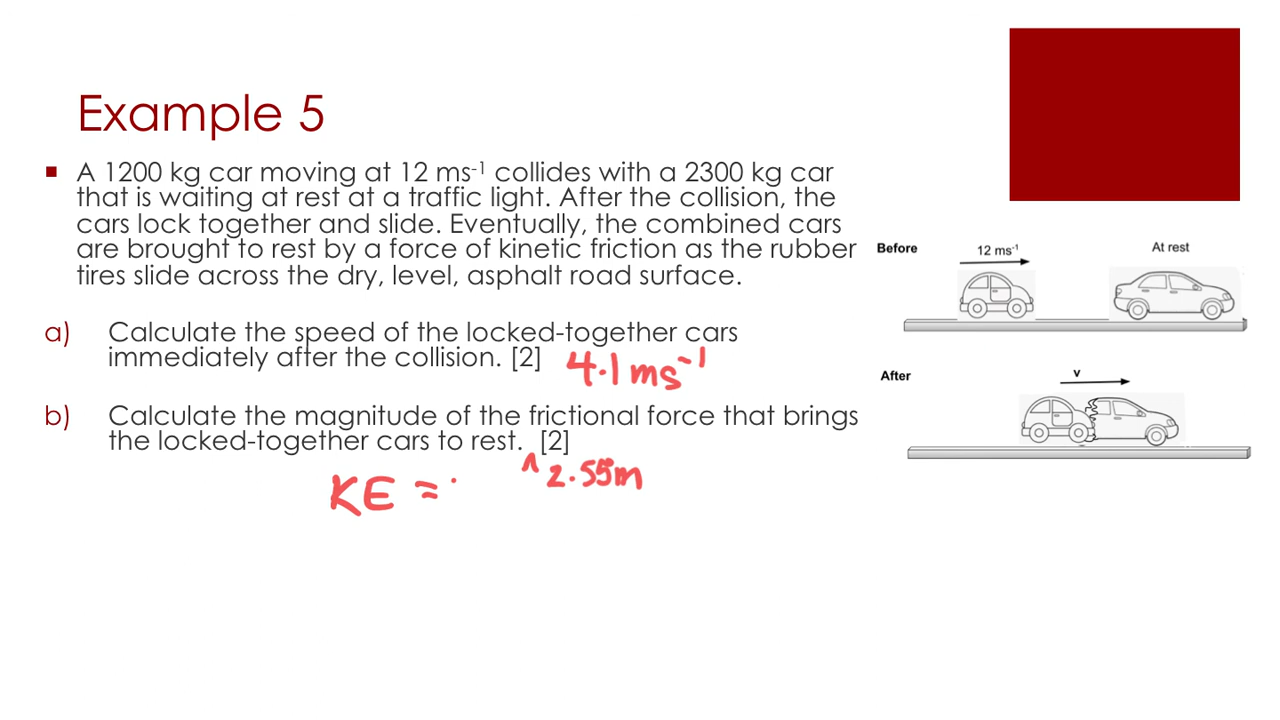 Example 5
A 1200 kg car moving at 12 ms⁻¹ collides with a 2300 kg car
that is waiting at rest at a traffic light. After the collision, the
cars lock together and slide. Eventually, the combined cars
are brought to rest by a force of kinetic friction as the rubber
tires slide across the dry, level, asphalt road surface.
a) Calculate the speed of the locked-together cars
immediately after the collision. [2] 4.1 ms⁻¹
b) Calculate the magnitude of the frictional force that brings
the locked-together cars to rest. [2]
^ 2.55m
KE =
Before
12 ms⁻¹
At rest
After
v